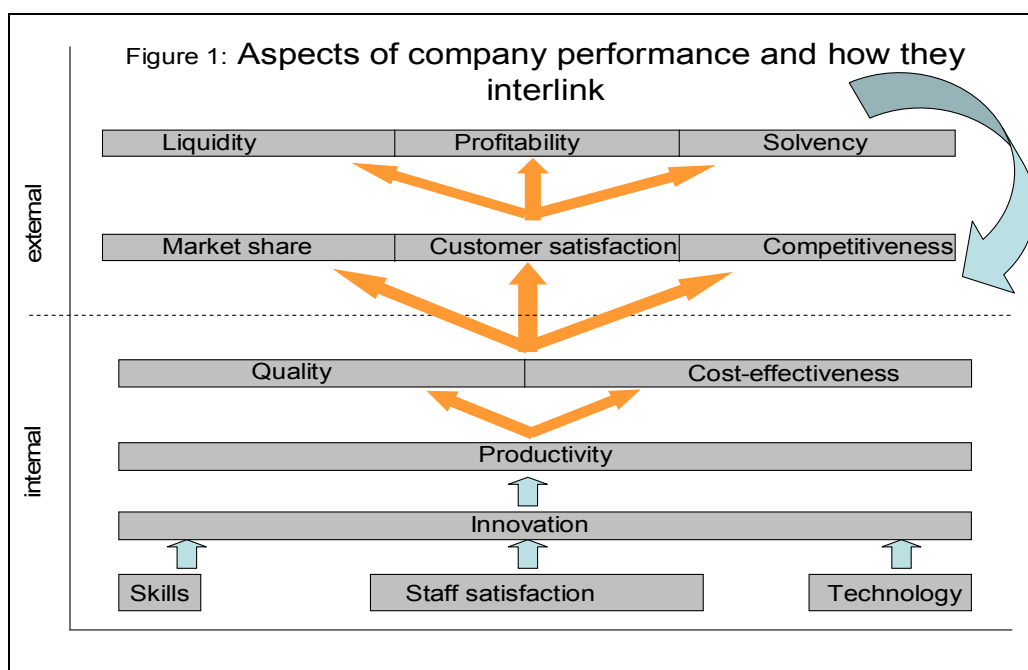 Figure 1: Aspects of company performance and how they
interlink
Liquidity Profitability Solvency
external
Market share Customer satisfaction Competitiveness
Quality Cost-effectiveness
internal
Productivity
Innovation
Skills Staff satisfaction Technology